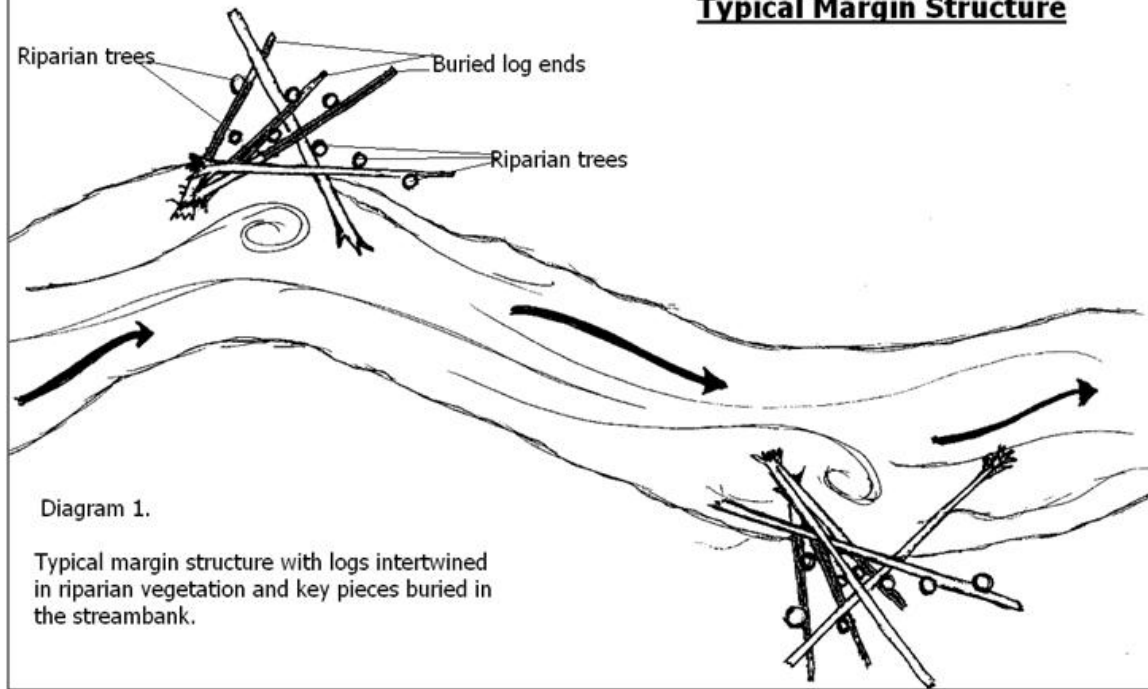 Typical Margin Structure
Riparian trees
Buried log ends
Riparian trees
Diagram 1.
Typical margin structure with logs intertwined
in riparian vegetation and key pieces buried in
the streambank.